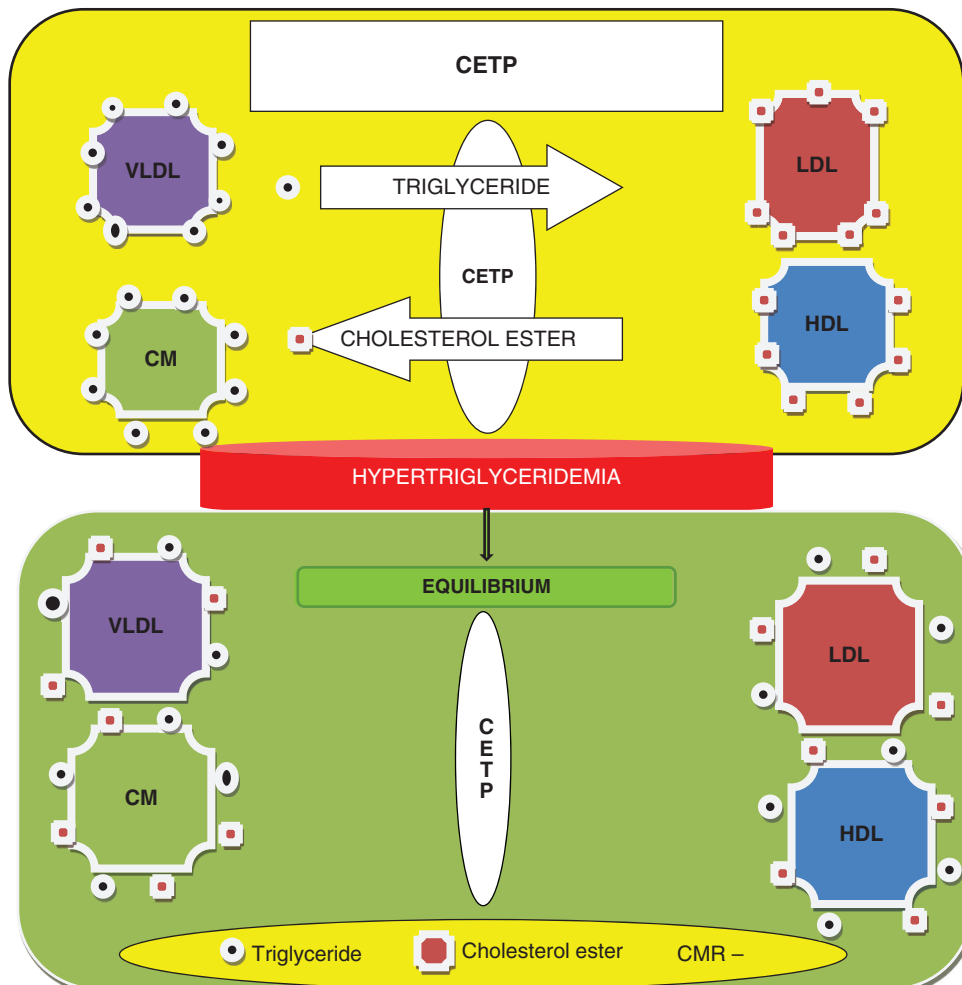 CETP
VLDL
LDL
TRIGLYCERIDE
CETP
HDL
CHOLESTEROL ESTER
CM
HYPERTRIGLYCERIDEMIA
EQUILIBRIUM
VLDL
LDL
C
E
T
P
CM
HDL
Triglyceride
Cholesterol ester
CMR –